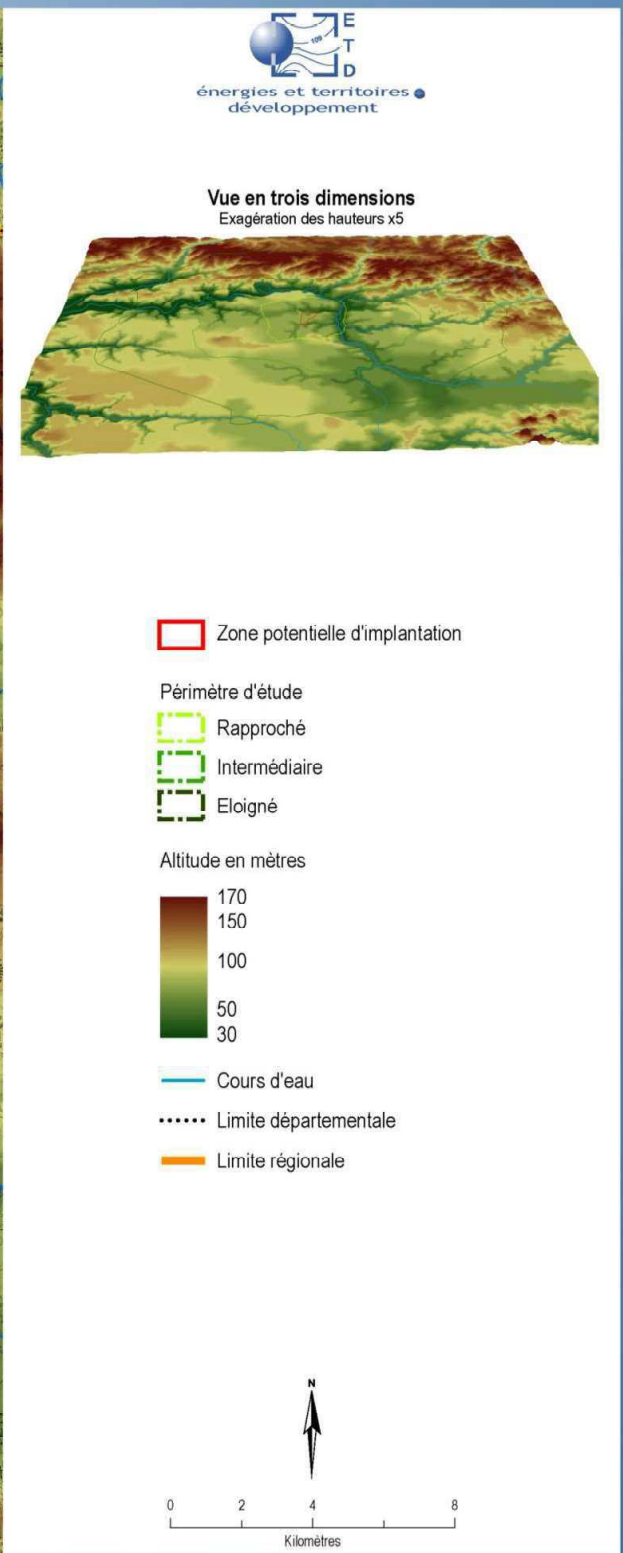 E
T
D
109
énergies et territoires
développement
Vue en trois dimensions
Exagération des hauteurs x5
Zone potentielle d'implantation
Périmètre d'étude
Rapproché
Intermédiaire
Eloigné
Altitude en mètres
170
150
100
50
30
Cours d'eau
Limite départementale
Limite régionale
N
0 2 4 8
Kilomètres